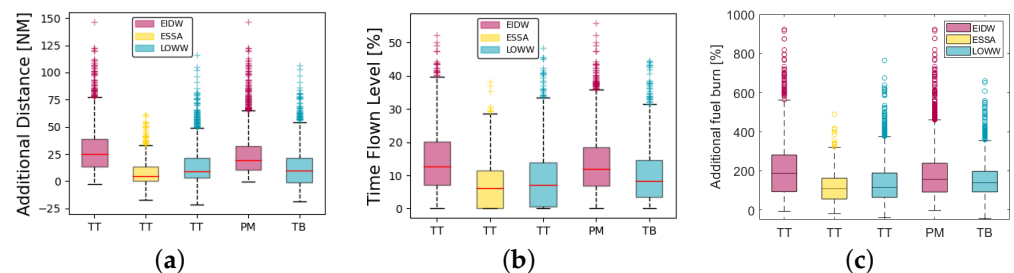 Additional Distance [NM]
150
125
100
75
50
25
0
−25
EIDW
ESSA
LOWW
TT
TT
TT
PM
TB
(a)
Time Flown Level [%]
50
40
30
20
10
0
EIDW
ESSA
LOWW
TT
TT
TT
PM
TB
(b)
Additional fuel burn [%]
1000
800
600
400
200
0
EIDW
ESSA
LOWW
TT
TT
TT
PM
TB
(c)